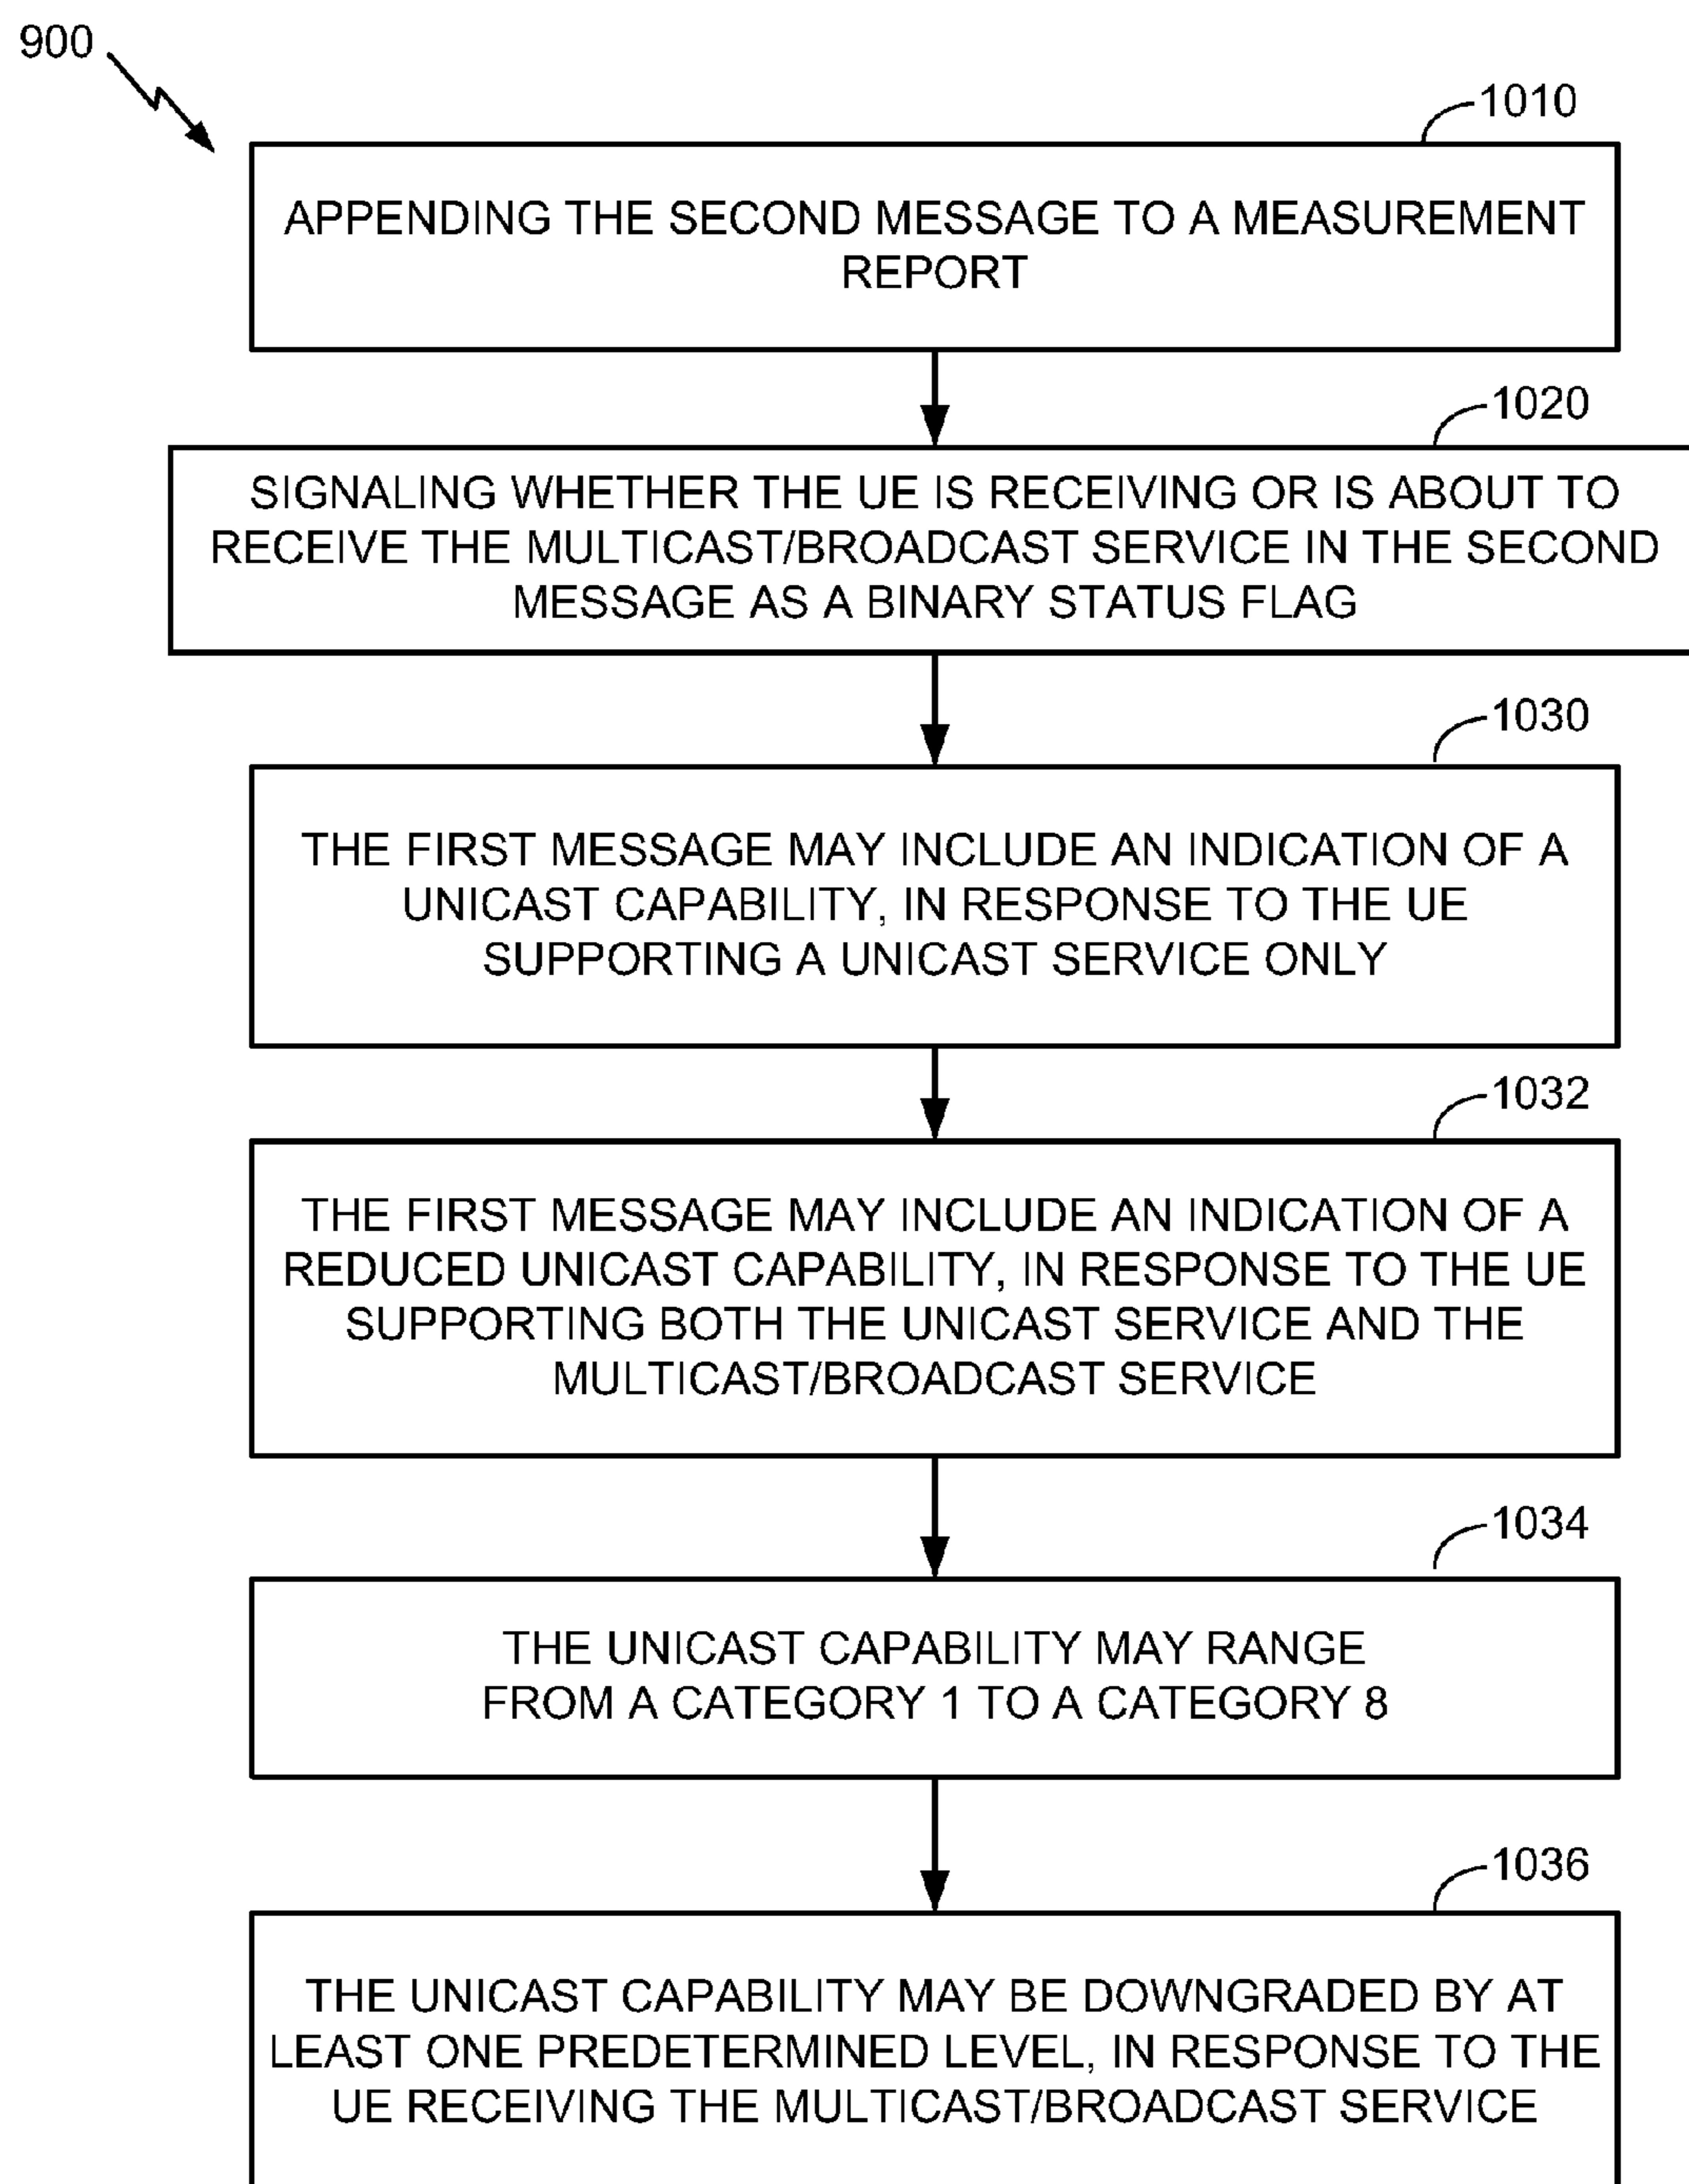 900
1010
APPENDING THE SECOND MESSAGE TO A MEASUREMENT
REPORT
1020
SIGNALING WHETHER THE UE IS RECEIVING OR IS ABOUT TO
RECEIVE THE MULTICAST/BROADCAST SERVICE IN THE SECOND
MESSAGE AS A BINARY STATUS FLAG
1030
THE FIRST MESSAGE MAY INCLUDE AN INDICATION OF A
UNICAST CAPABILITY, IN RESPONSE TO THE UE
SUPPORTING A UNICAST SERVICE ONLY
1032
THE FIRST MESSAGE MAY INCLUDE AN INDICATION OF A
REDUCED UNICAST CAPABILITY, IN RESPONSE TO THE UE
SUPPORTING BOTH THE UNICAST SERVICE AND THE
MULTICAST/BROADCAST SERVICE
1034
THE UNICAST CAPABILITY MAY RANGE
FROM A CATEGORY 1 TO A CATEGORY 8
1036
THE UNICAST CAPABILITY MAY BE DOWNGRADED BY AT
LEAST ONE PREDETERMINED LEVEL, IN RESPONSE TO THE
UE RECEIVING THE MULTICAST/BROADCAST SERVICE